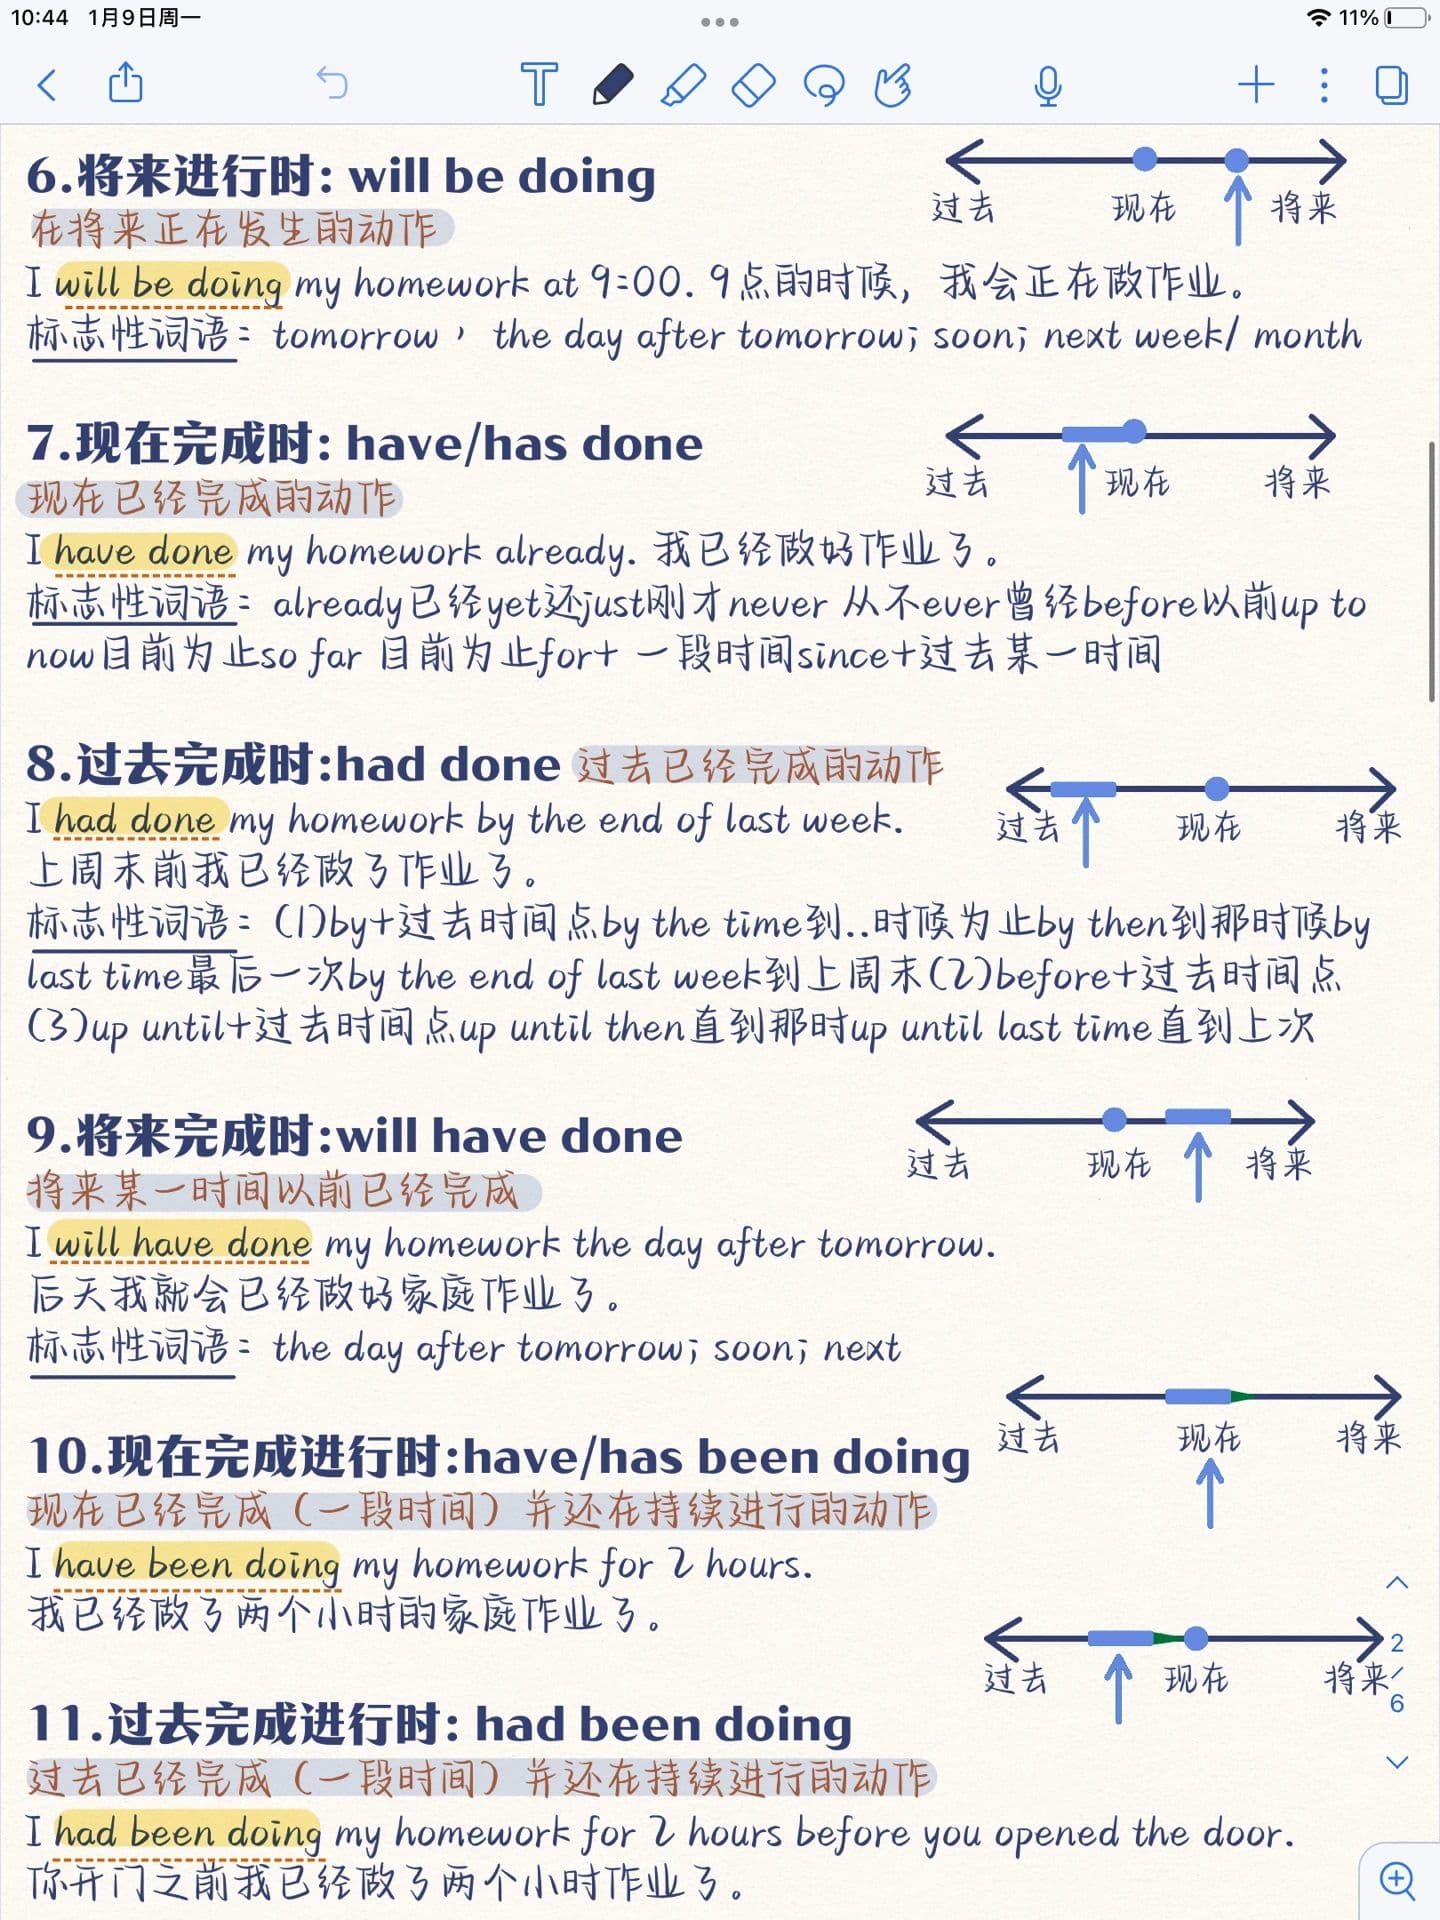 10:44 1月9日周一
11%
6.将来进行时: will be doing
过去 现在 将来
在将来正在发生的动作
I will be doing my homework at 9:00. 9点的时候，我会正在做作业。
标志性词语：tomorrow ，the day after tomorrow; soon; next week/ month
7.现在完成时: have/has done
过去 现在 将来
现在已经完成的动作
I have done my homework already. 我已经做好作业了。
标志性词语：already已经yet还just刚才never 从不ever曾经before以前up to
now目前为止so far 目前为止for+ 一段时间since+过去某一时间
8.过去完成时:had done 过去已经完成的动作
过去 现在 将来
I had done my homework by the end of last week.
上周末前我已经做了作业了。
标志性词语：(1)by+过去时间点by the time到..时候为止by then到那时候by
last time最后一次by the end of last week到上周末(2)before+过去时间点
(3)up until+过去时间点up until then直到那时up until last time直到上次
9.将来完成时:will have done
过去 现在 将来
将来某一时间以前已经完成
I will have done my homework the day after tomorrow.
后天我就会已经做好家庭作业了。
标志性词语：the day after tomorrow; soon; next
过去 现在 将来
10.现在完成进行时:have/has been doing
现在已经完成（一段时间）并还在持续进行的动作
I have been doing my homework for 2 hours.
我已经做了两个小时的家庭作业了。
过去 现在 将来
2/6
11.过去完成进行时: had been doing
过去已经完成（一段时间）并还在持续进行的动作
I had been doing my homework for 2 hours before you opened the door.
你开门之前我已经做了两个小时作业了。